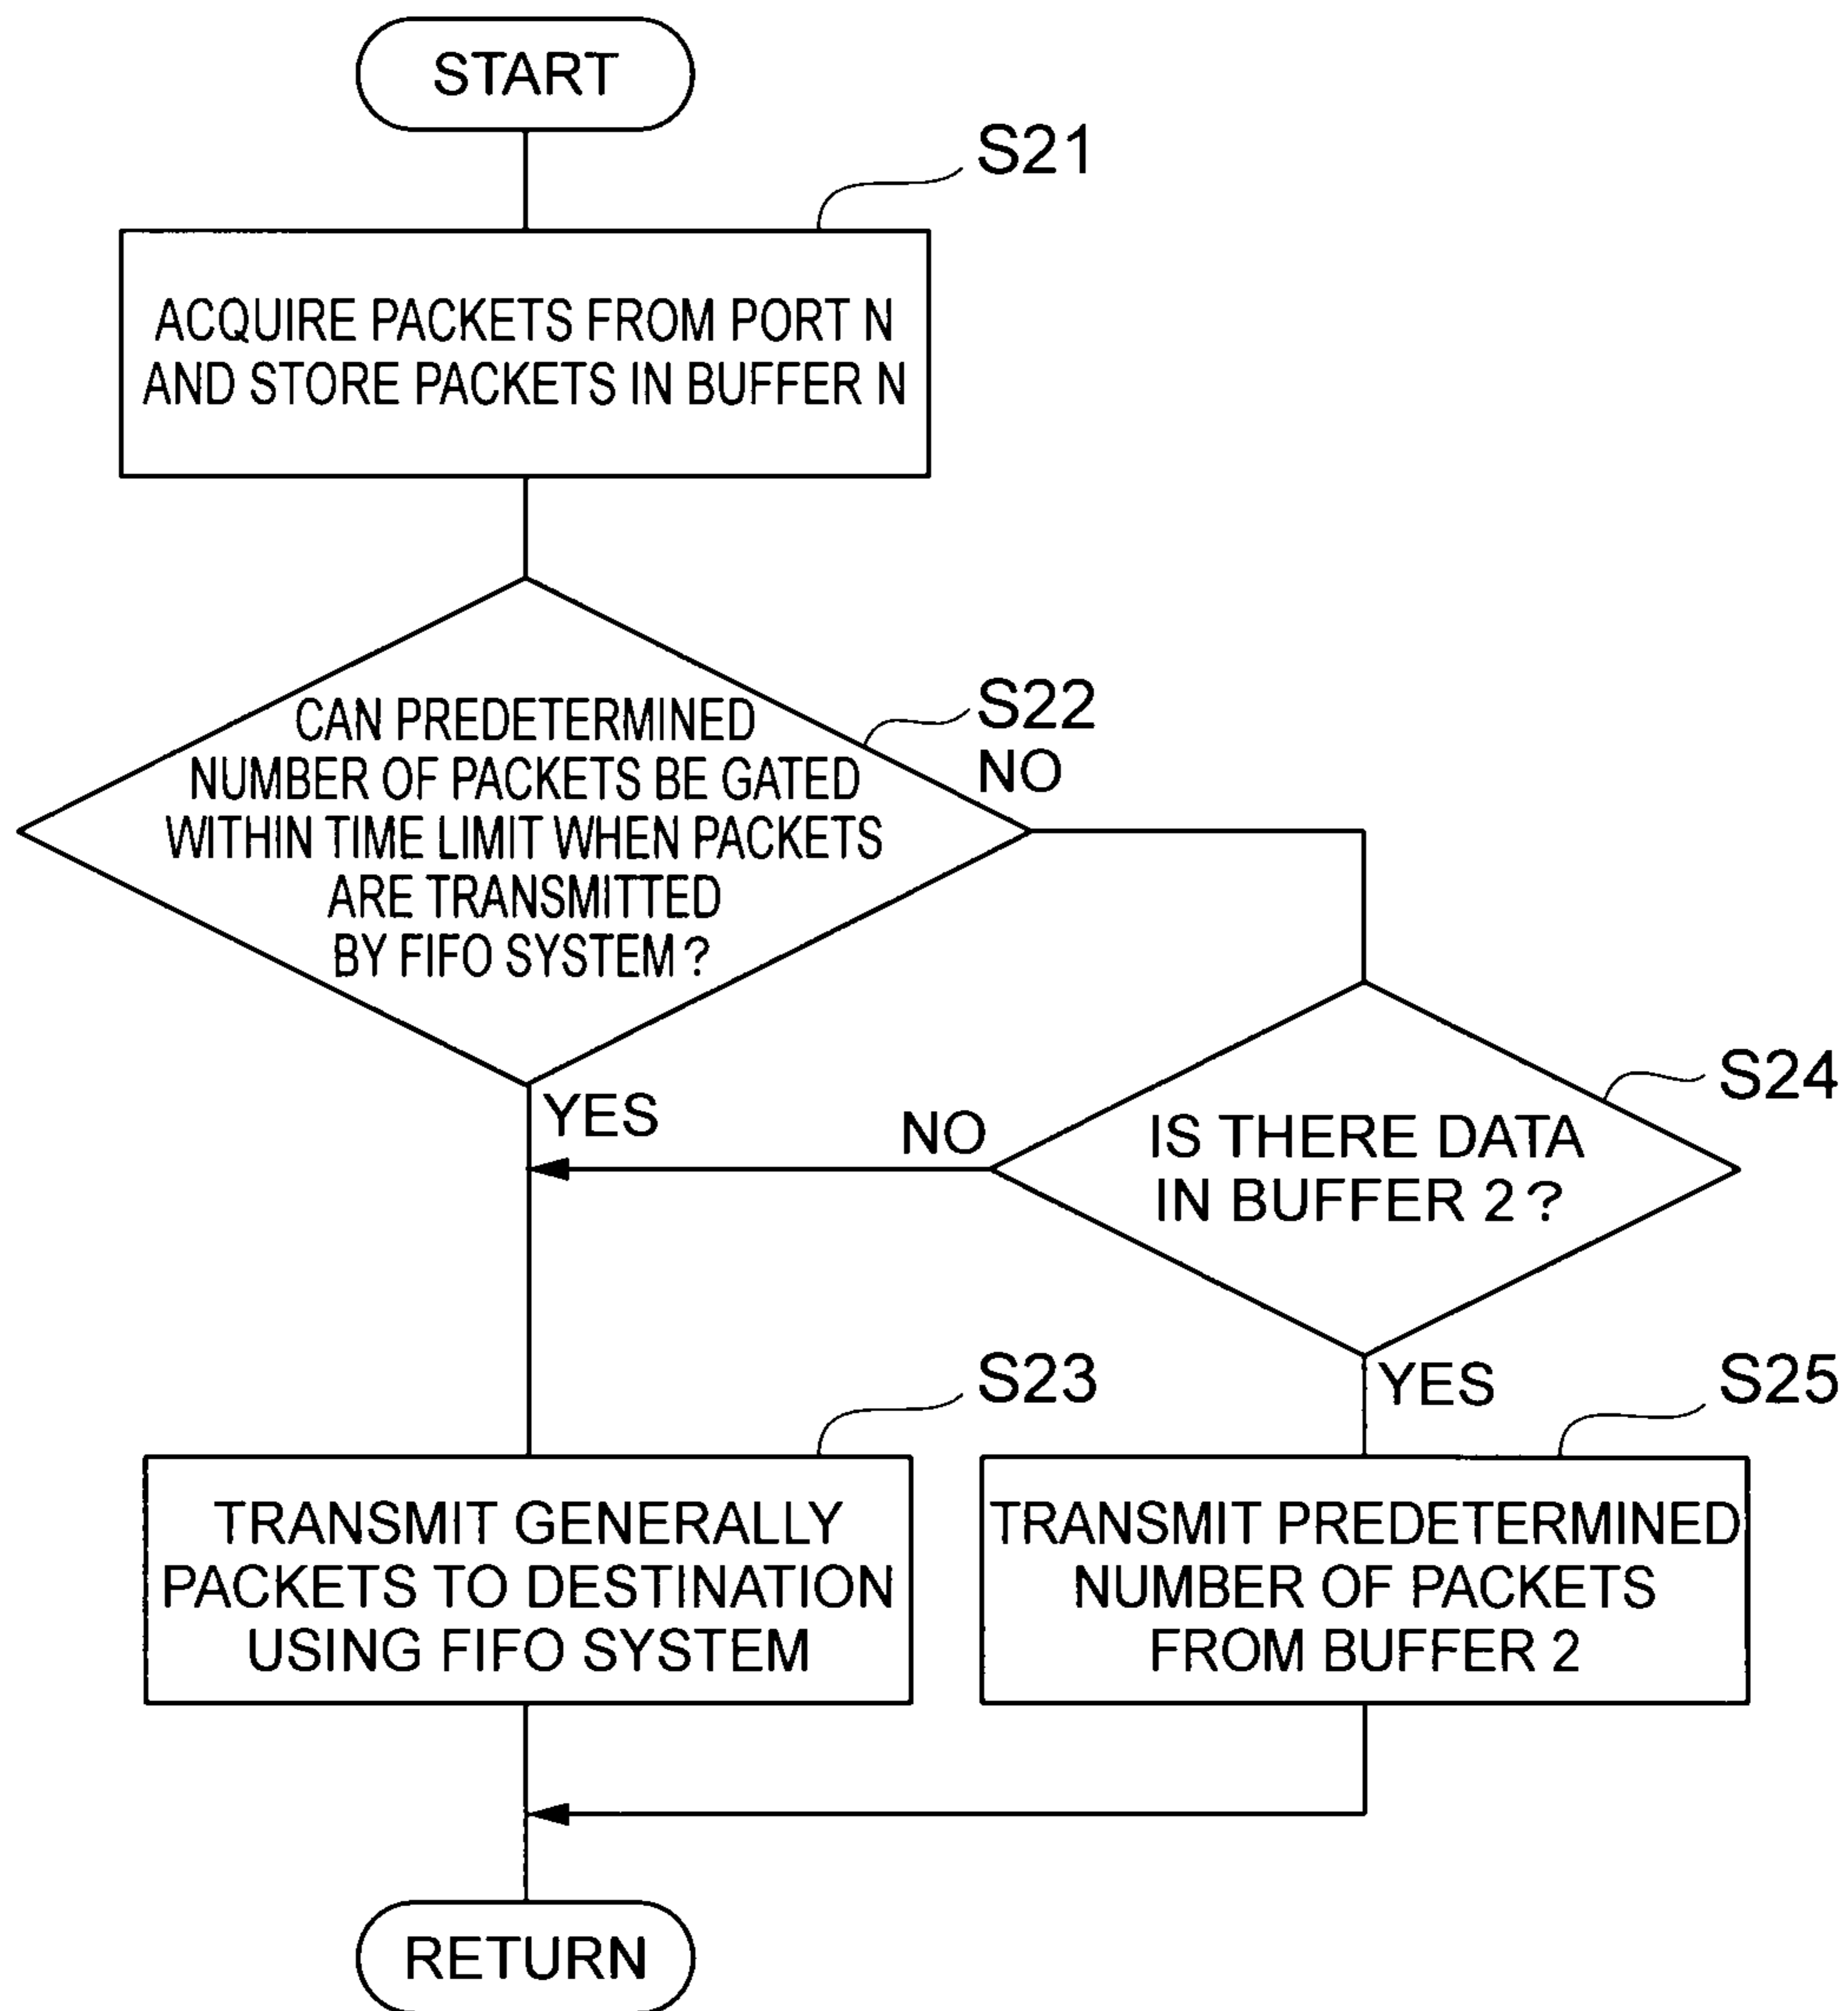 START
S21
ACQUIRE PACKETS FROM PORT N
AND STORE PACKETS IN BUFFER N
S22
CAN PREDETERMINED
NUMBER OF PACKETS BE GATED
WITHIN TIME LIMIT WHEN PACKETS
ARE TRANSMITTED
BY FIFO SYSTEM?
NO
YES
S24
IS THERE DATA
IN BUFFER 2?
NO
YES
S23
TRANSMIT GENERALLY
PACKETS TO DESTINATION
USING FIFO SYSTEM
S25
TRANSMIT PREDETERMINED
NUMBER OF PACKETS
FROM BUFFER 2
RETURN